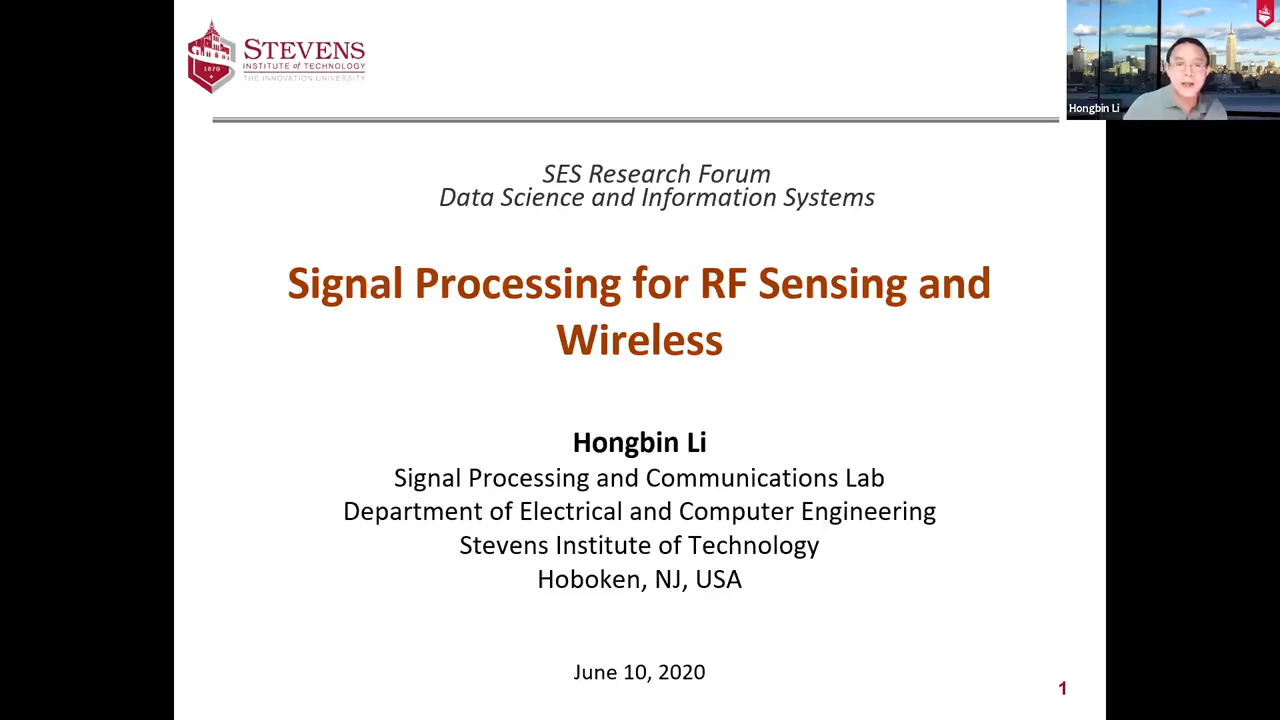 STEVENS
INSTITUTE of TECHNOLOGY
THE INNOVATION UNIVERSITY
1870
Hongbin Li
SES Research Forum
Data Science and Information Systems
Signal Processing for RF Sensing and
Wireless
Hongbin Li
Signal Processing and Communications Lab
Department of Electrical and Computer Engineering
Stevens Institute of Technology
Hoboken, NJ, USA
June 10, 2020
1